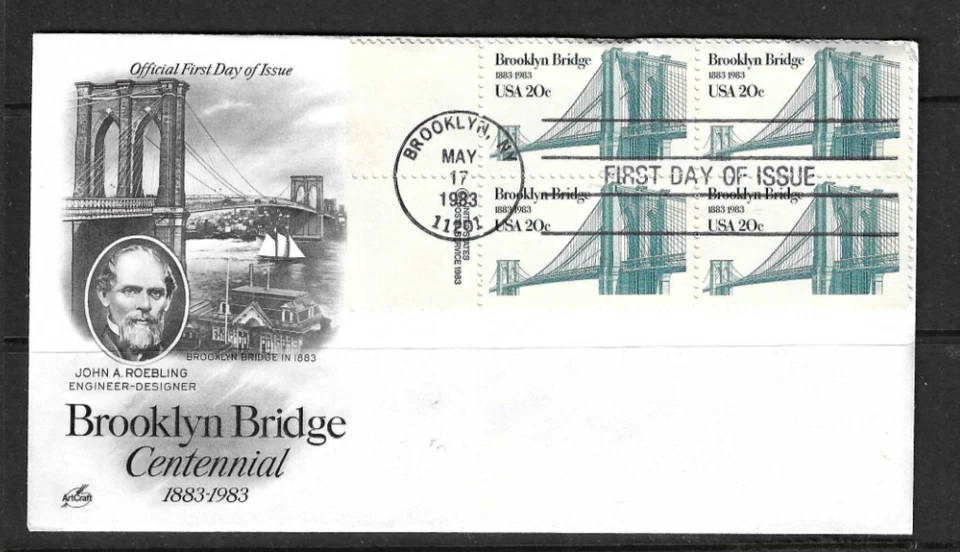 Official First Day of Issue
BROOKLYN BRIDGE IN 1883
JOHN A. ROEBLING
ENGINEER-DESIGNER
Brooklyn Bridge
Centennial
1883-1983
ArtCraft
BROOKLYN, NY
MAY
17
1983
11201
© UNITED STATES
POSTAL SERVICE 1983
Brooklyn Bridge
1883-1983
USA 20c
Brooklyn Bridge
1883-1983
USA 20c
FIRST DAY OF ISSUE
Brooklyn Bridge
1883-1983
USA 20c
Brooklyn Bridge
1883-1983
USA 20c